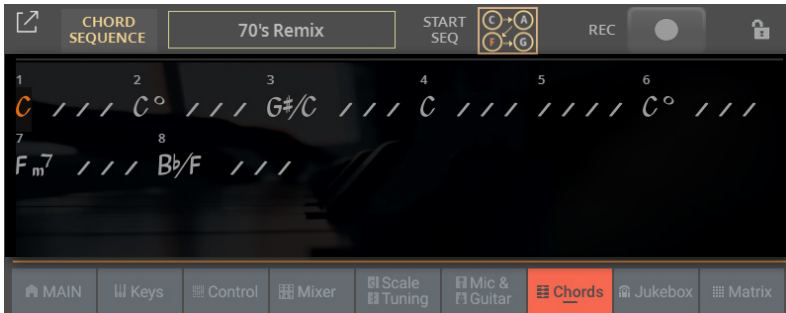 CHORD SEQUENCE 70's Remix START SEQ C A F G REC
1 2 3 4 5 6
C / / / C° / / / G♯/C / / / C / / / / / / / C° / / /
7 8
Fm7 / / / B♭/F / / /
MAIN Keys Control Mixer Scale Tuning Mic & Guitar Chords Jukebox Matrix